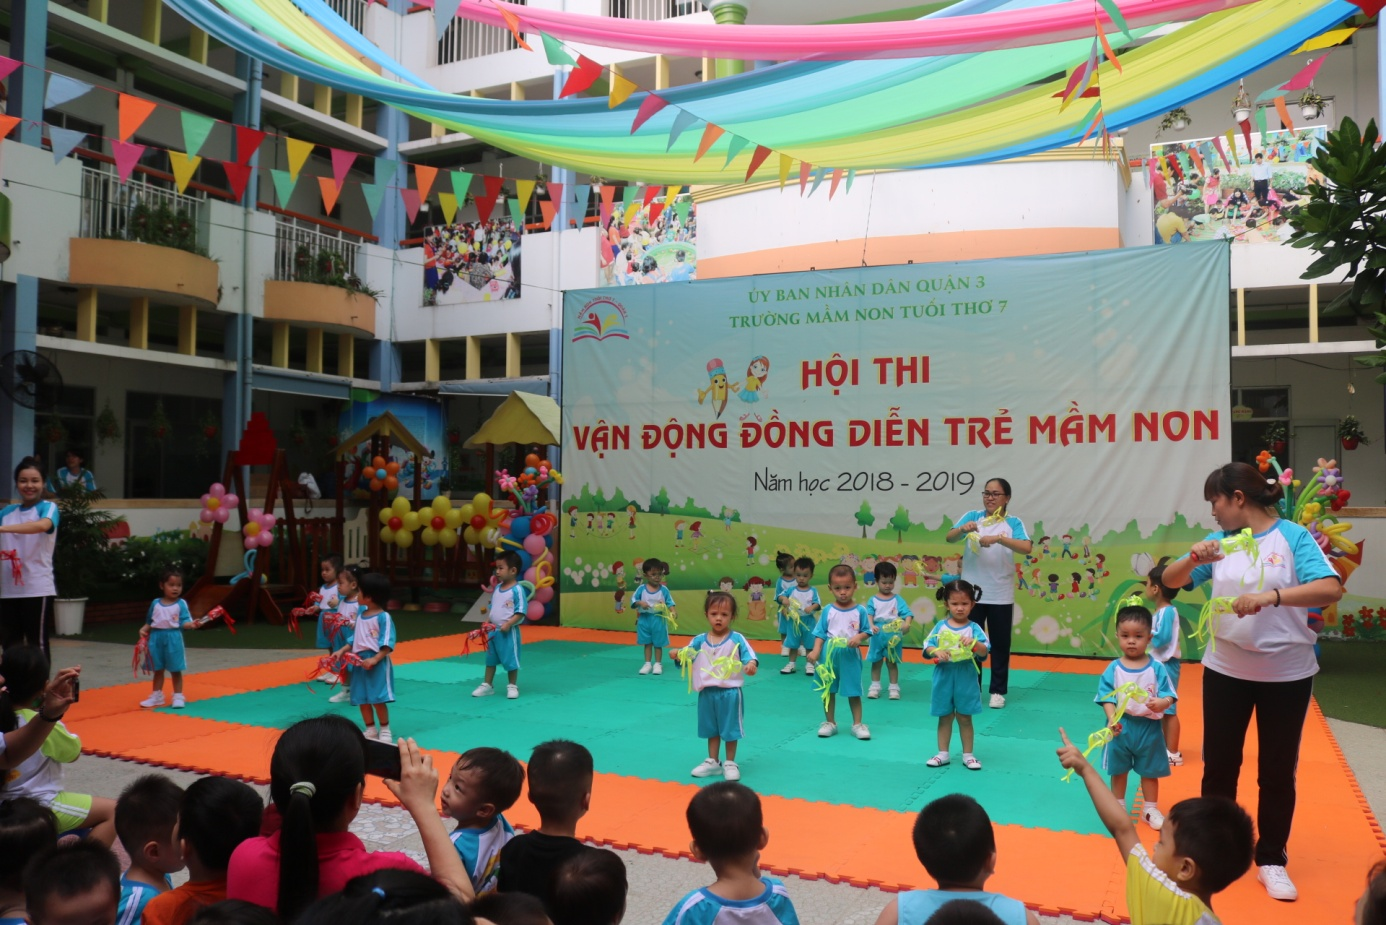 ỦY BAN NHÂN DÂN QUẬN 3
TRƯỜNG MẦM NON TUỔI THƠ 7
HỘI THI
VẬN ĐỘNG ĐỒNG DIỄN TRẺ MẦM NON
Năm học 2018 - 2019